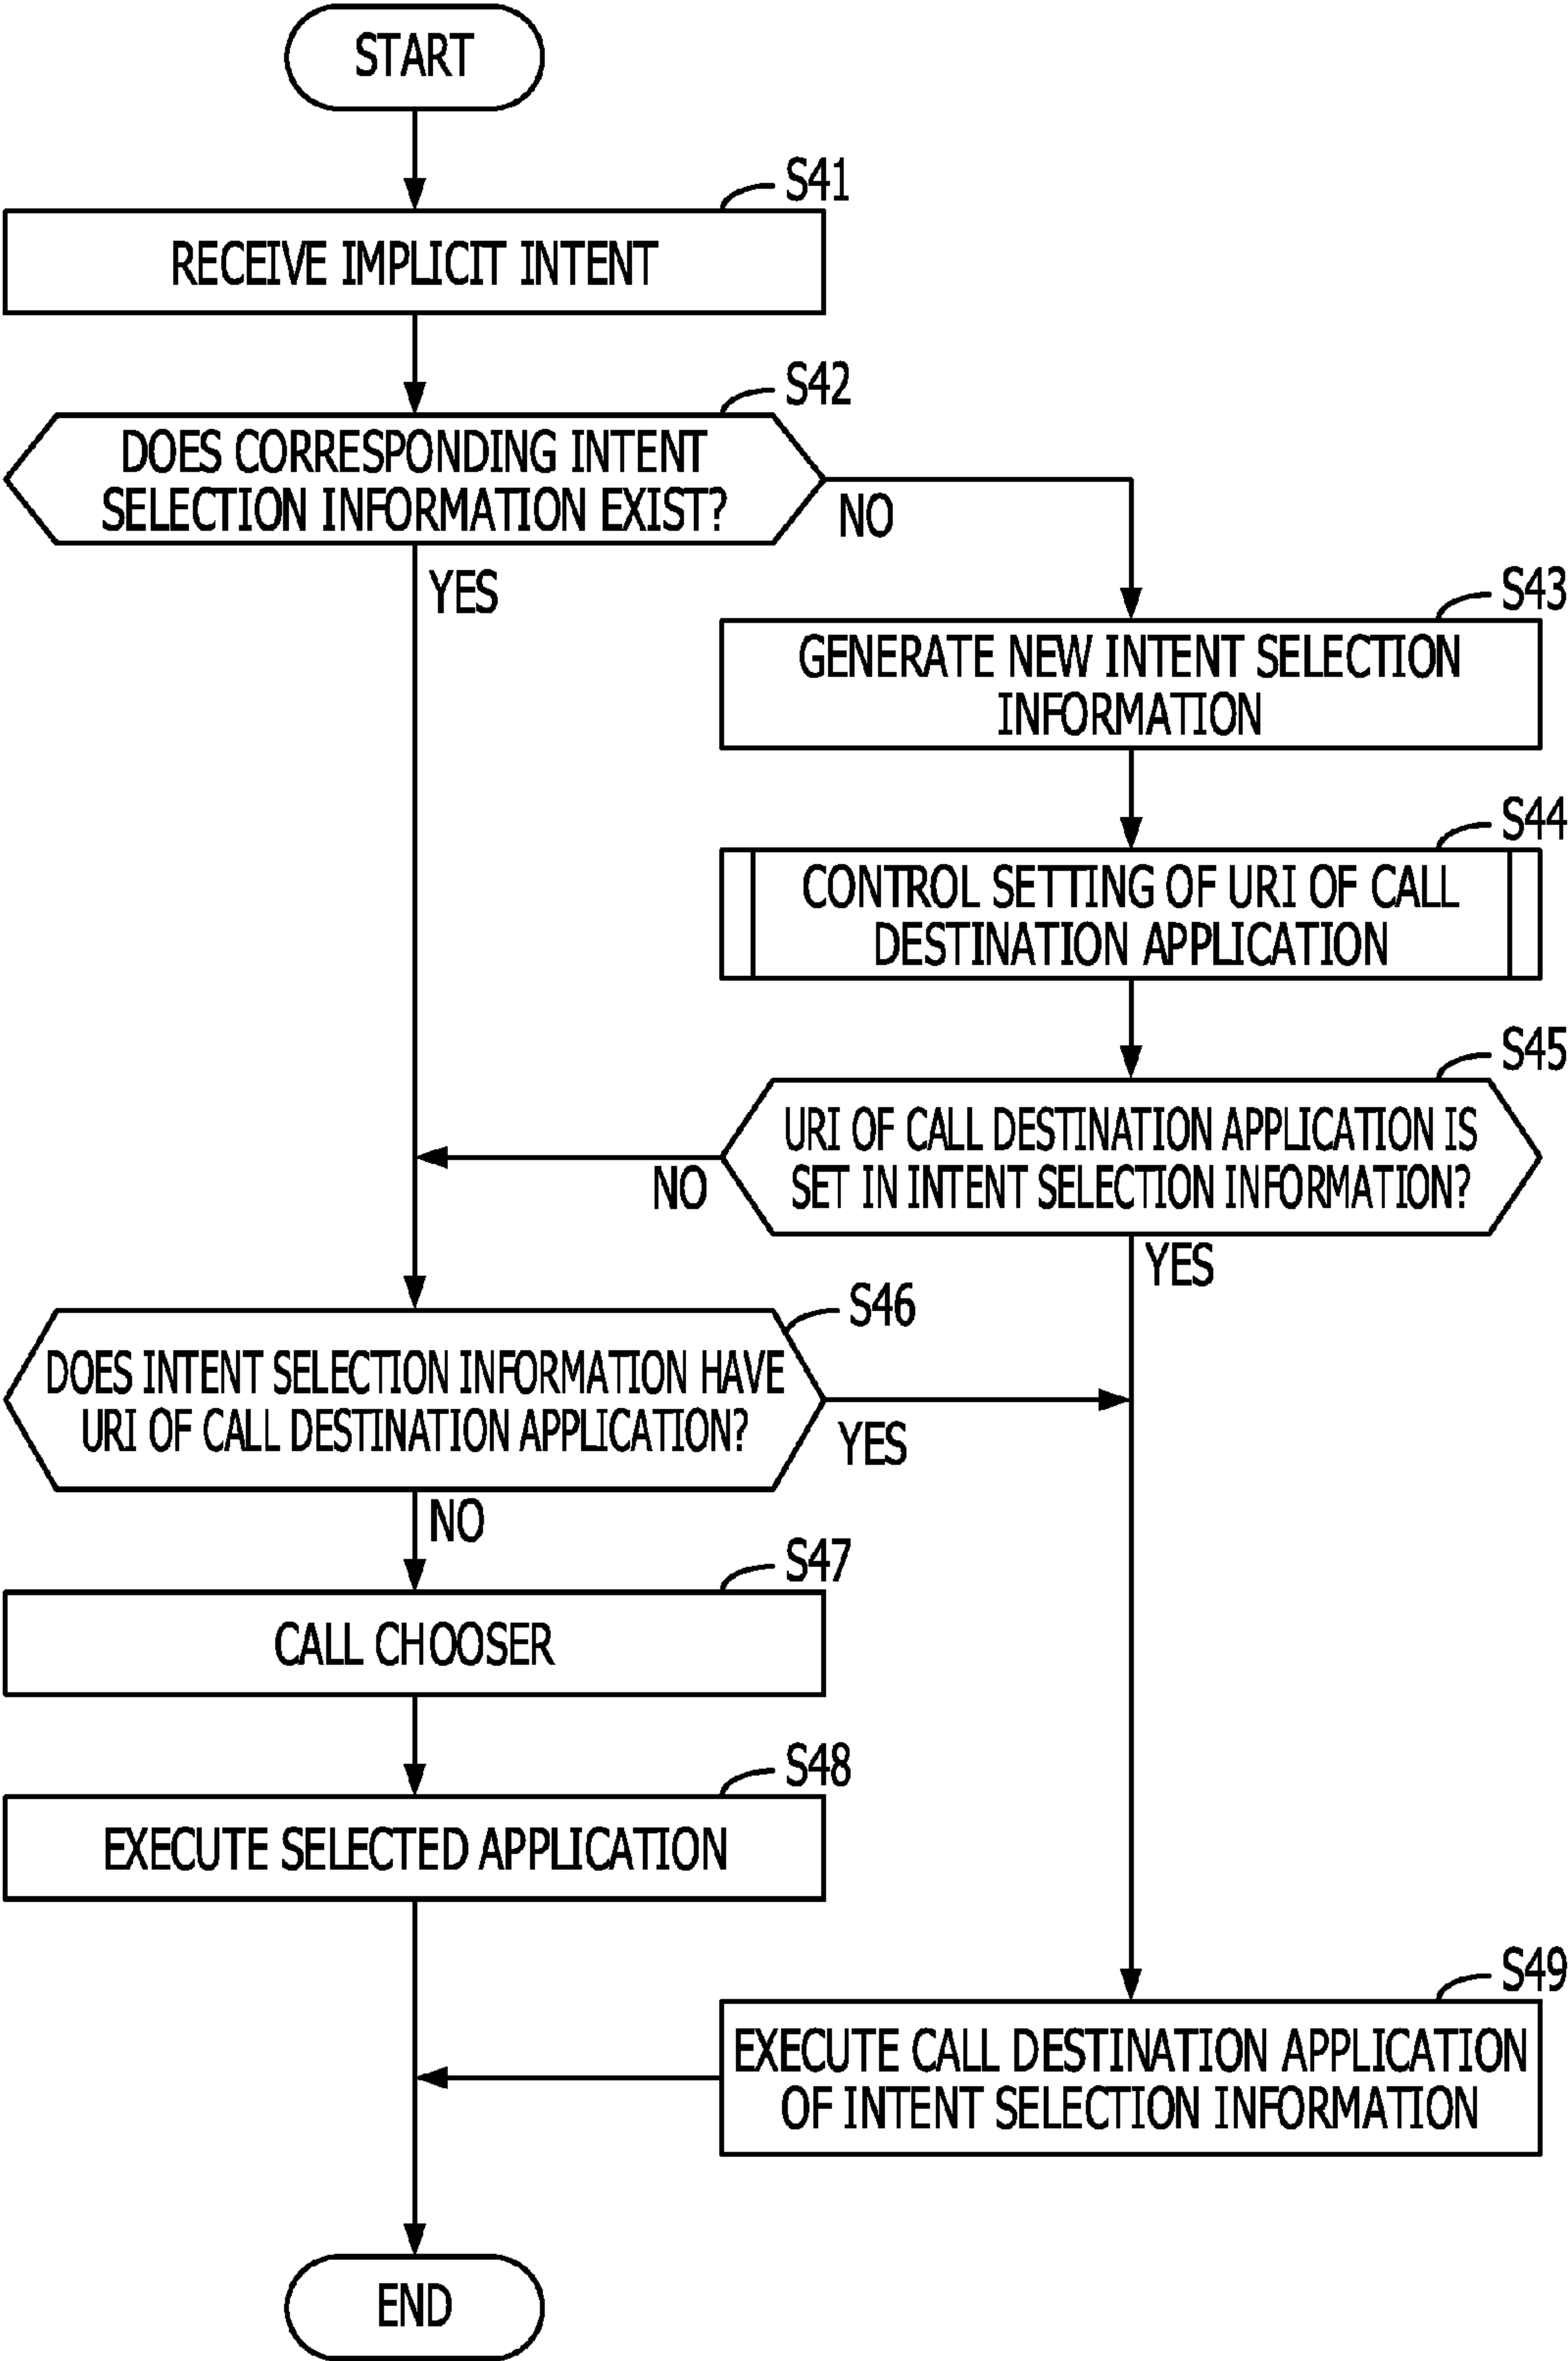 START
S41
RECEIVE IMPLICIT INTENT
S42
DOES CORRESPONDING INTENT
SELECTION INFORMATION EXIST?
NO
YES
S43
GENERATE NEW INTENT SELECTION
INFORMATION
S44
CONTROL SETTING OF URI OF CALL
DESTINATION APPLICATION
S45
URI OF CALL DESTINATION APPLICATION IS
SET IN INTENT SELECTION INFORMATION?
NO
YES
S46
DOES INTENT SELECTION INFORMATION HAVE
URI OF CALL DESTINATION APPLICATION?
YES
NO
S47
CALL CHOOSER
S48
EXECUTE SELECTED APPLICATION
S49
EXECUTE CALL DESTINATION APPLICATION
OF INTENT SELECTION INFORMATION
END